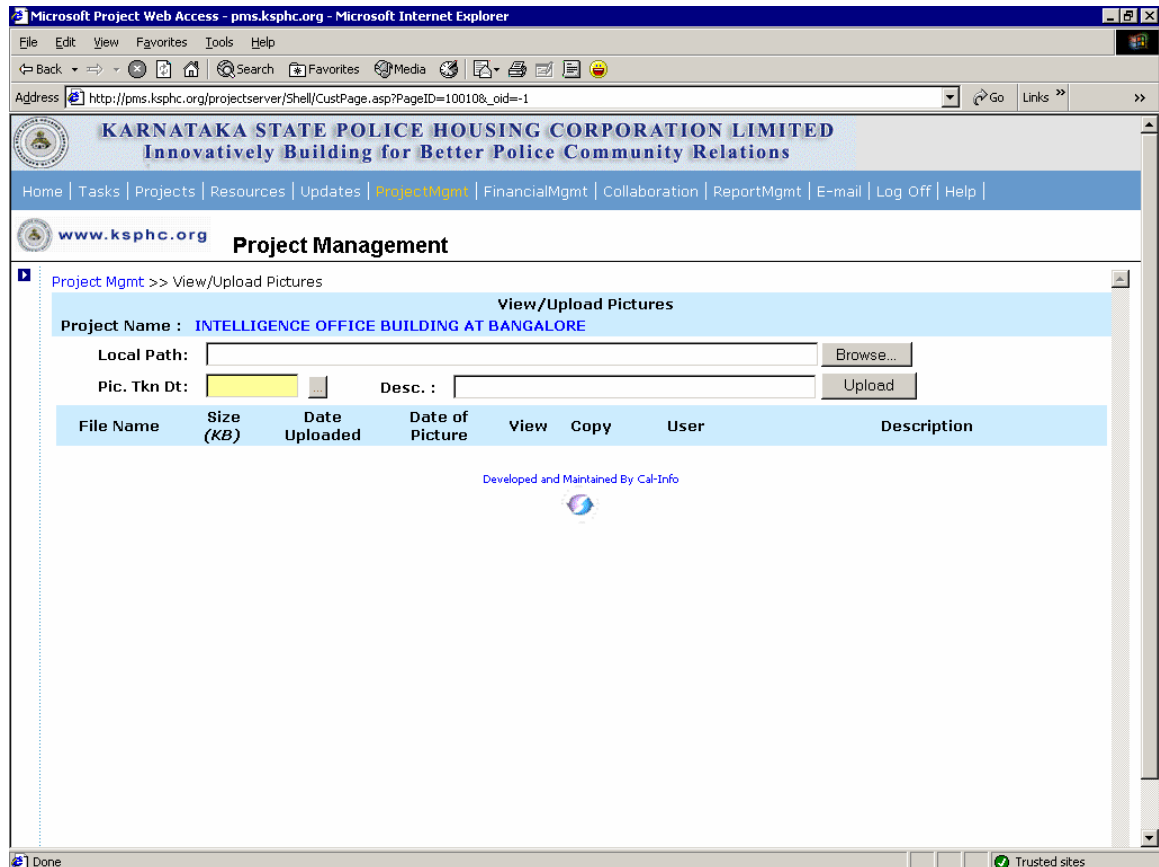 Microsoft Project Web Access - pms.ksphc.org - Microsoft Internet Explorer
File Edit View Favorites Tools Help
Back Search Favorites Media
Address http://pms.ksphc.org/projectserver/Shell/CustPage.asp?PageID=10010&_oid=-1 Go Links »
KARNATAKA STATE POLICE HOUSING CORPORATION LIMITED
Innovatively Building for Better Police Community Relations
Home | Tasks | Projects | Resources | Updates | ProjectMgmt | FinancialMgmt | Collaboration | ReportMgmt | E-mail | Log Off | Help |
www.ksphc.org Project Management
Project Mgmt >> View/Upload Pictures
View/Upload Pictures
Project Name : INTELLIGENCE OFFICE BUILDING AT BANGALORE
Local Path: Browse...
Pic. Tkn Dt: ... Desc. : Upload
File Name Size (KB) Date Uploaded Date of Picture View Copy User Description
Developed and Maintained By Cal-Info
Done Trusted sites